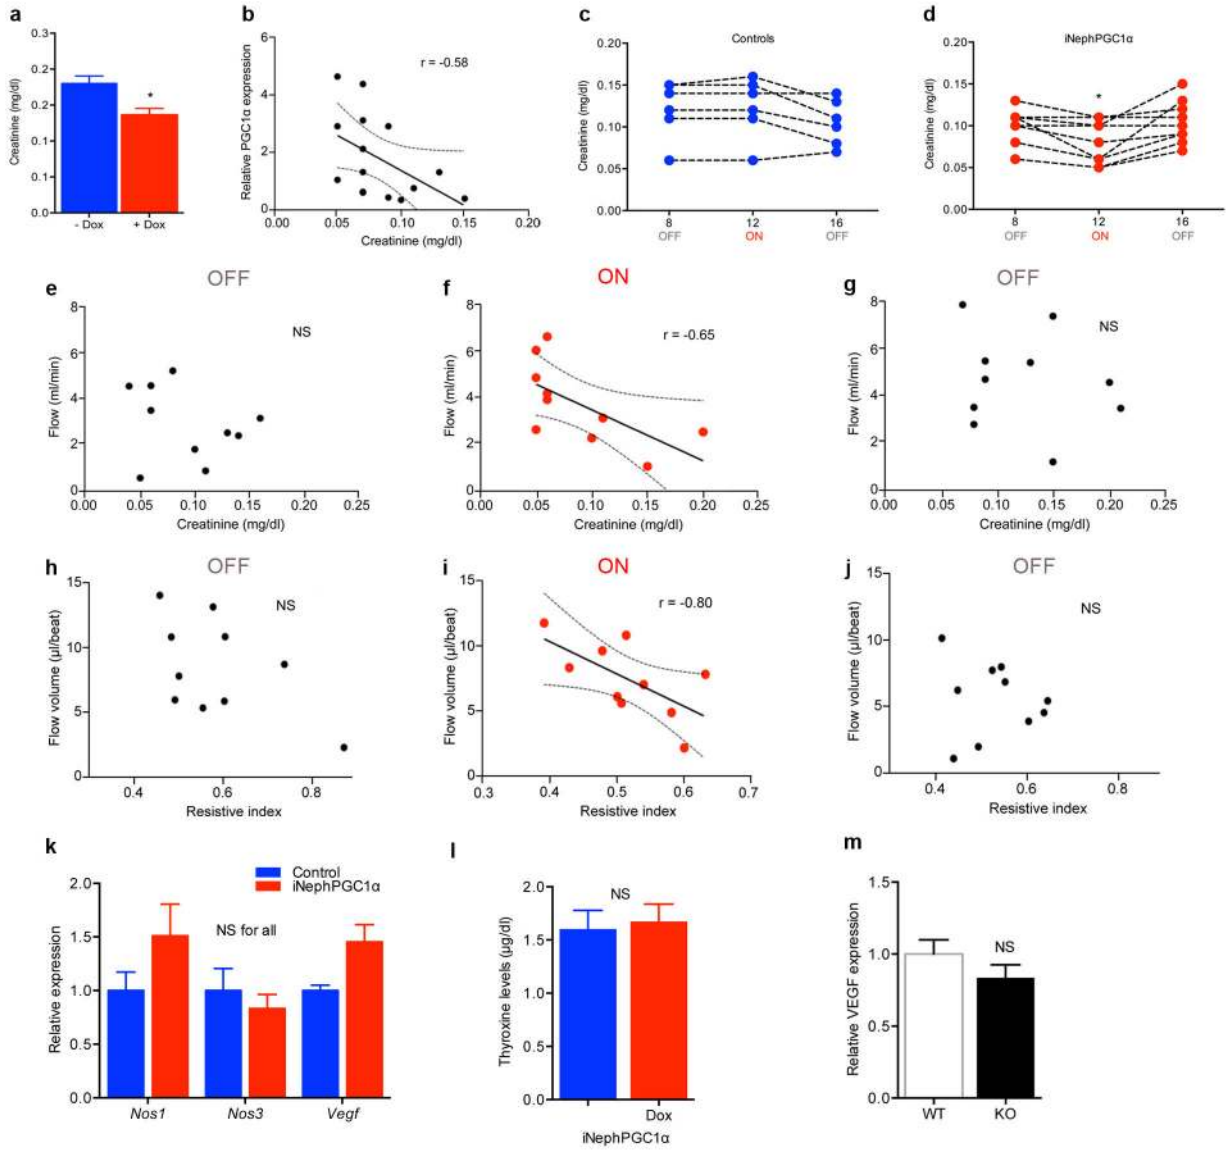 a
0.3
0.2
0.2
0.1
0.1
0.0
Creatinine (mg/dl)
*
- Dox + Dox
b
6
4
2
0
Relative PGC1α expression
r = -0.58
0.00 0.05 0.10 0.15 0.20
Creatinine (mg/dl)
c
Controls
0.20
0.15
0.10
0.05
0.00
Creatinine (mg/dl)
8 12 16
OFF ON OFF
d
iNephPGC1α
0.20
0.15
0.10
0.05
0.00
Creatinine (mg/dl)
*
8 12 16
OFF ON OFF
e
OFF
8
6
4
2
0
Flow (ml/min)
NS
0.00 0.05 0.10 0.15 0.20 0.25
Creatinine (mg/dl)
f
ON
8
6
4
2
0
Flow (ml/min)
r = -0.65
0.00 0.05 0.10 0.15 0.20 0.25
Creatinine (mg/dl)
g
OFF
8
6
4
2
0
Flow (ml/min)
NS
0.00 0.05 0.10 0.15 0.20 0.25
Creatinine (mg/dl)
h
OFF
15
10
5
0
Flow volume (µl/beat)
NS
0.4 0.6 0.8
Resistive index
i
ON
15
10
5
0
Flow volume (µl/beat)
r = -0.80
0.3 0.4 0.5 0.6 0.7
Resistive index
j
OFF
15
10
5
0
Flow volume (µl/beat)
NS
0.4 0.6 0.8
Resistive index
k
Control
iNephPGC1α
2.0
1.5
1.0
0.5
0.0
Relative expression
NS for all
Nos1 Nos3 Vegf
l
2.0
1.5
1.0
0.5
0.0
Thyroxine levels (µg/dl)
NS
- Dox
iNephPGC1α
m
1.5
1.0
0.5
0.0
Relative VEGF expression
NS
WT KO